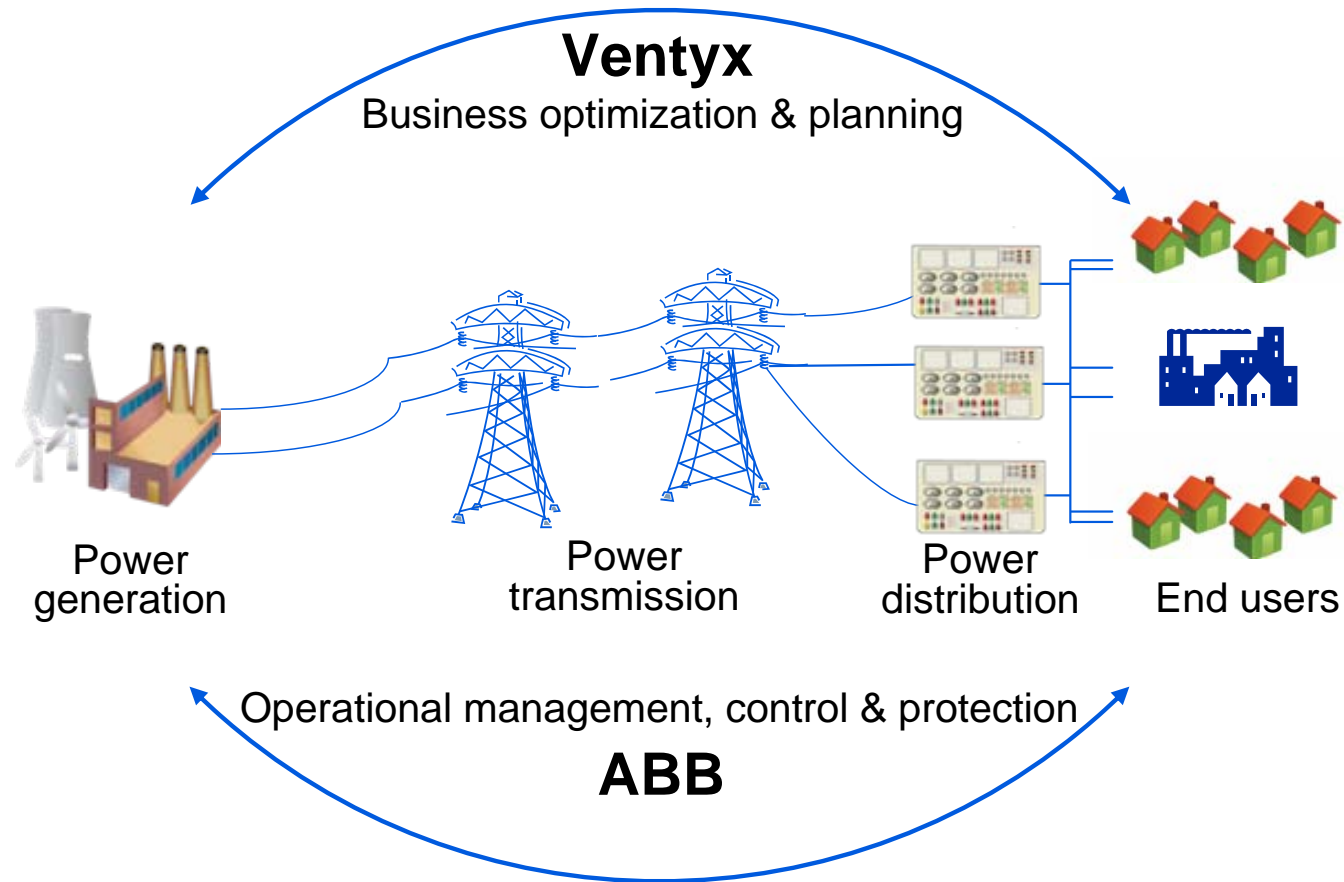 Ventyx
Business optimization & planning
Power
generation
Power
transmission
Power
distribution
End users
Operational management, control & protection
ABB